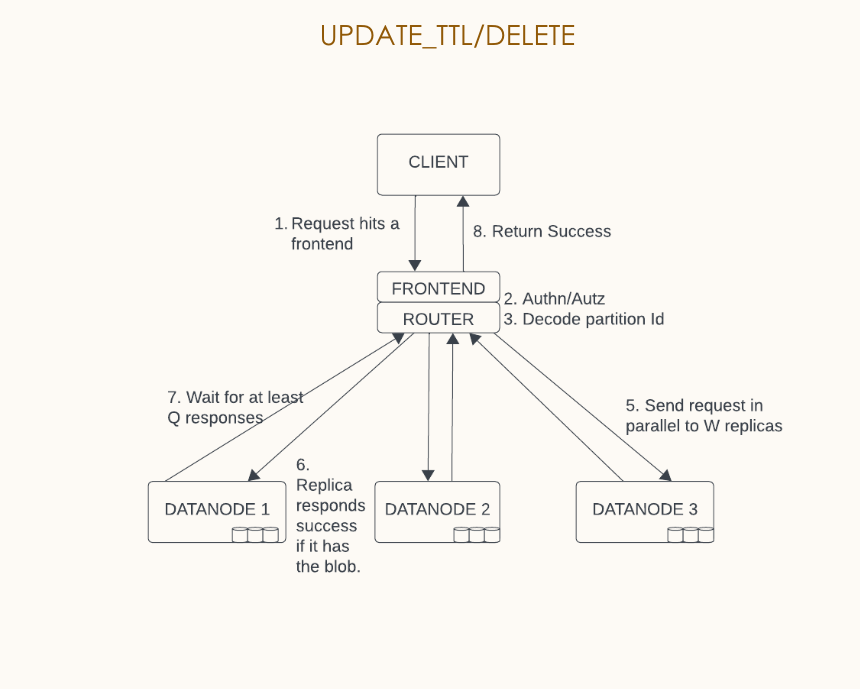 UPDATE_TTL/DELETE
CLIENT
1. Request hits a
frontend
8. Return Success
FRONTEND
2. Authn/Autz
ROUTER
3. Decode partition Id
7. Wait for at least
Q responses
5. Send request in
parallel to W replicas
6.
Replica
responds
success
if it has
the blob.
DATANODE 1
DATANODE 2
DATANODE 3